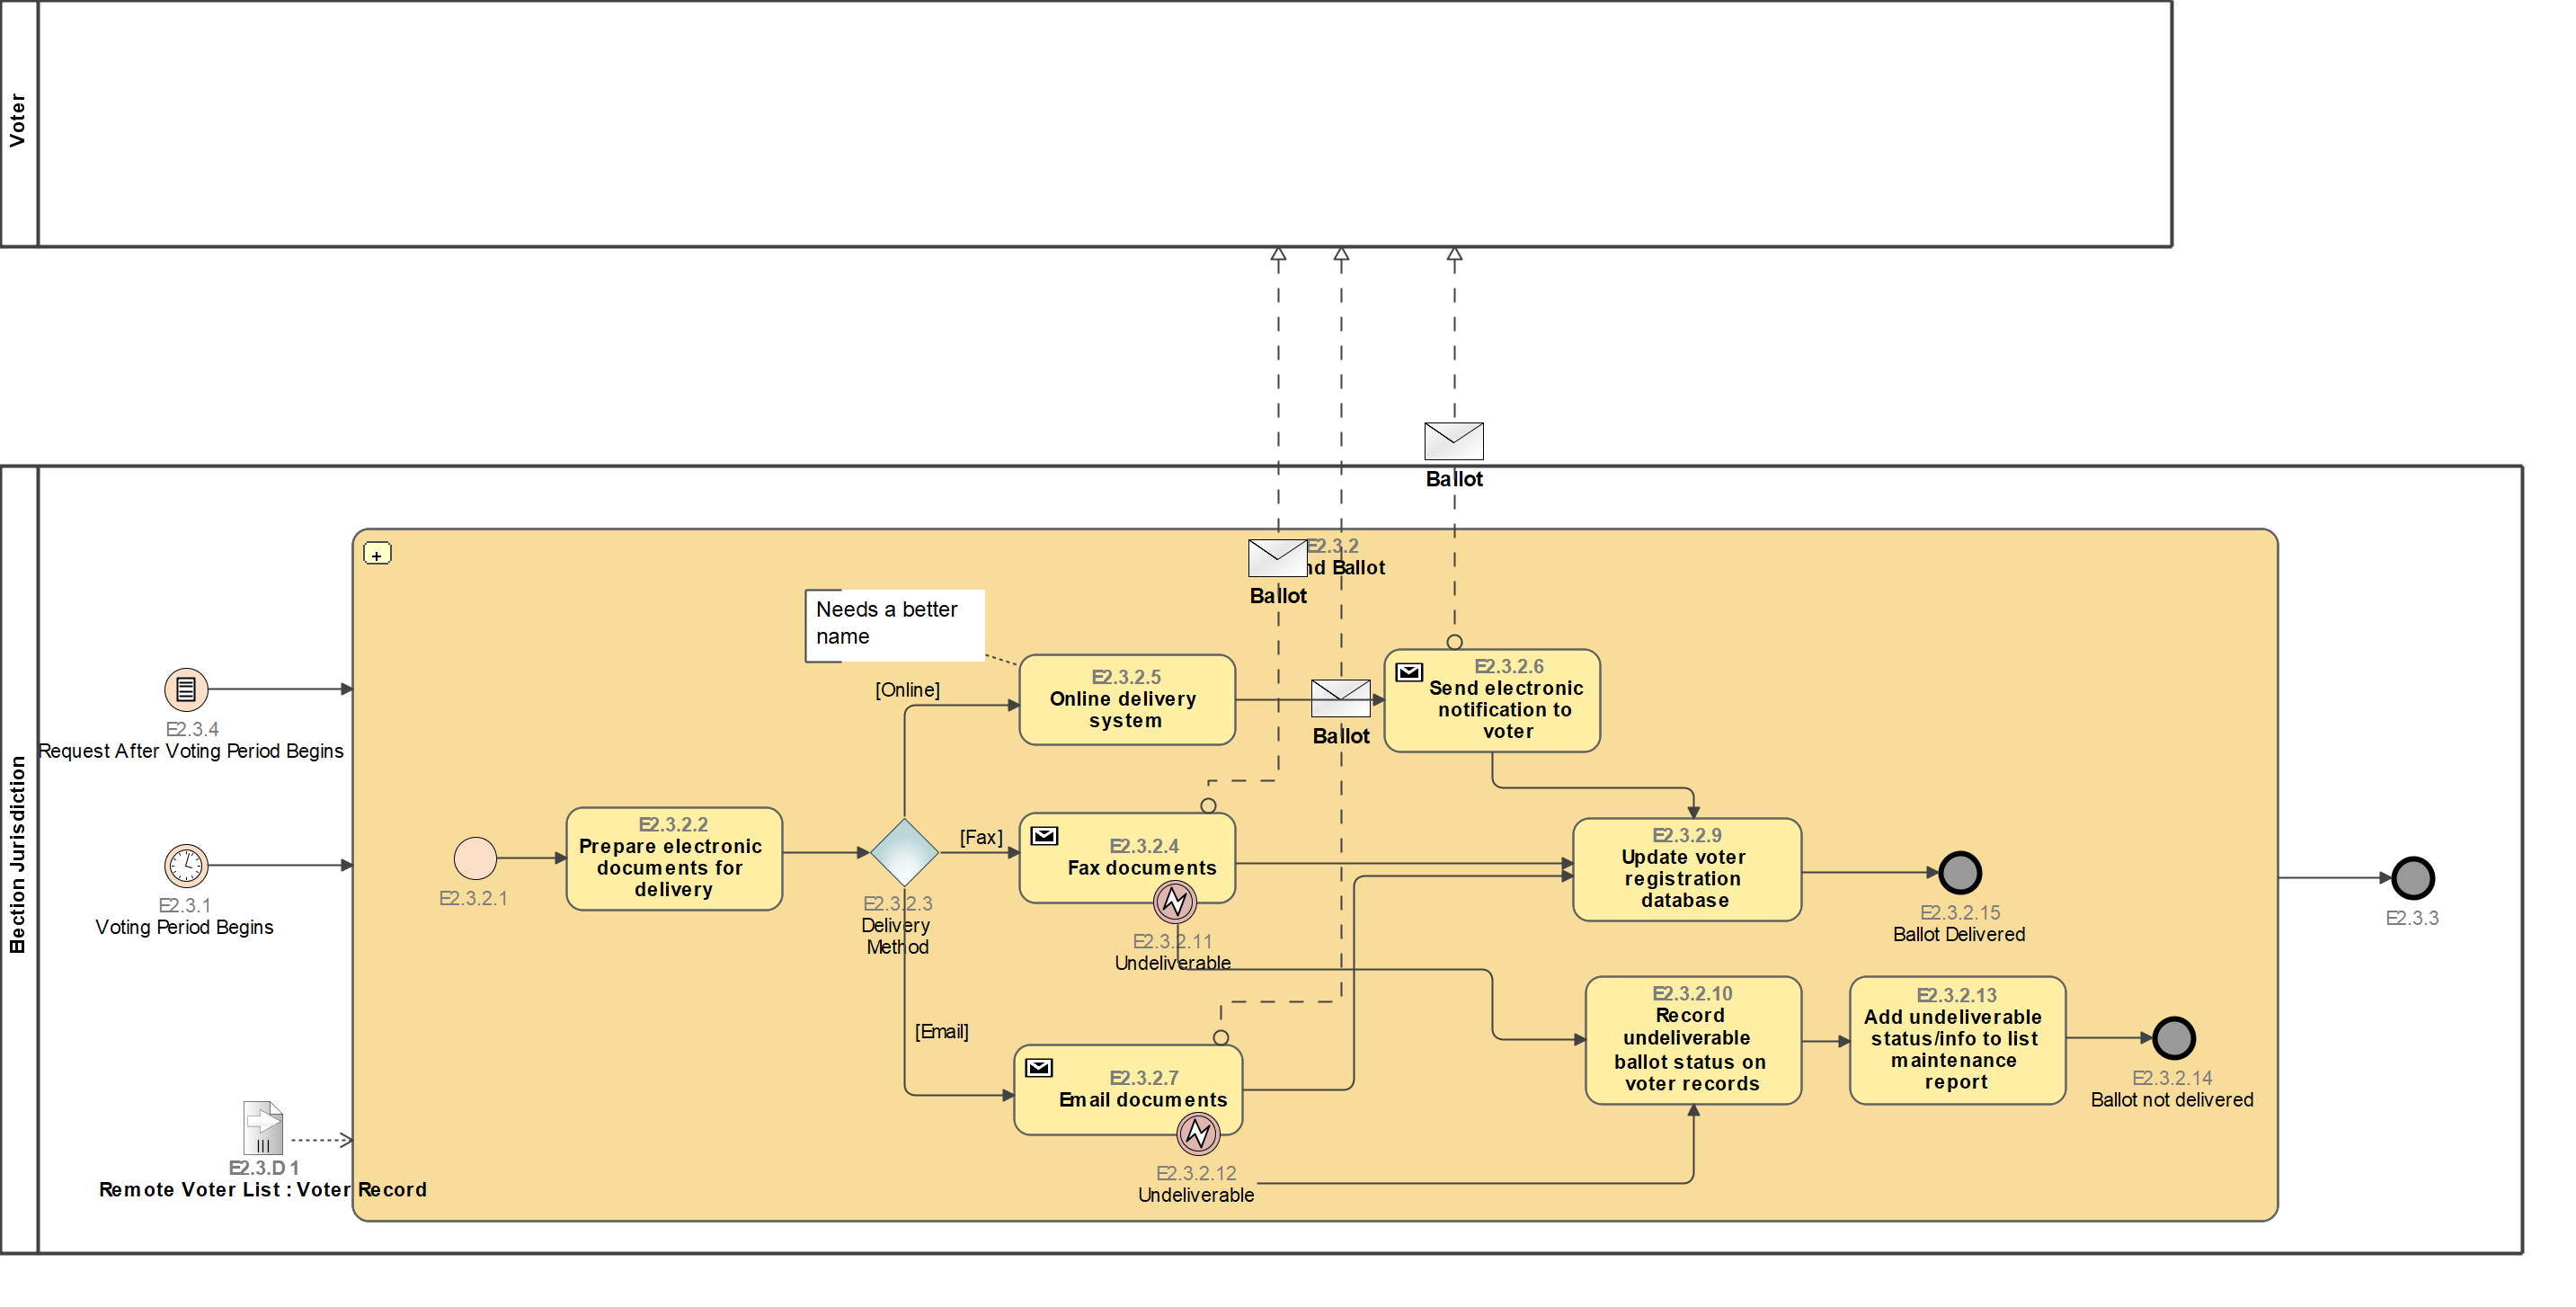 Voter
Ballot
Election Jurisdiction
E2.3.2
nd Ballot
Ballot
Needs a better
name
E2.3.2.5
Online delivery
system
[Online]
Ballot
E2.3.2.6
Send electronic
notification to
voter
E2.3.4
Request After Voting Period Begins
E2.3.1
Voting Period Begins
E2.3.2.1
E2.3.2.2
Prepare electronic
documents for
delivery
[Fax]
E2.3.2.3
Delivery
Method
E2.3.2.4
Fax documents
E2.3.2.11
Undeliverable
E2.3.2.9
Update voter
registration
database
E2.3.2.15
Ballot Delivered
E2.3.3
[Email]
E2.3.2.7
Email documents
E2.3.2.12
Undeliverable
E2.3.2.10
Record
undeliverable
ballot status on
voter records
E2.3.2.13
Add undeliverable
status/info to list
maintenance
report
E2.3.2.14
Ballot not delivered
E2.3.D1
Remote Voter List : Voter Record